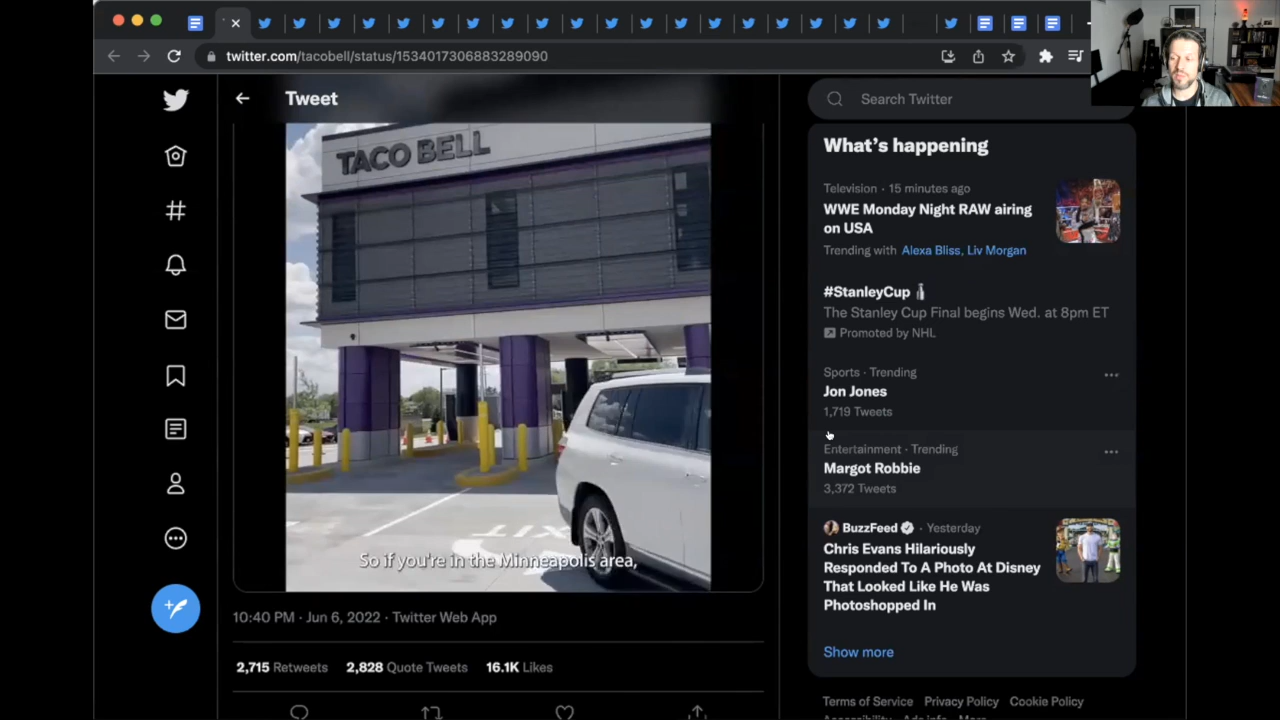 twitter.com/tacobell/status/1534017306883289090
Tweet
Search Twitter
TACO BELL
So if you're in the Minneapolis area,
10:40 PM · Jun 6, 2022 · Twitter Web App
2,715 Retweets 2,828 Quote Tweets 16.1K Likes
What's happening
Television · 15 minutes ago
WWE Monday Night RAW airing
on USA
Trending with Alexa Bliss, Liv Morgan
#StanleyCup
The Stanley Cup Final begins Wed. at 8pm ET
Promoted by NHL
Sports · Trending
Jon Jones
1,719 Tweets
Entertainment · Trending
Margot Robbie
3,372 Tweets
BuzzFeed · Yesterday
Chris Evans Hilariously
Responded To A Photo At Disney
That Looked Like He Was
Photoshopped In
Show more
Terms of Service Privacy Policy Cookie Policy